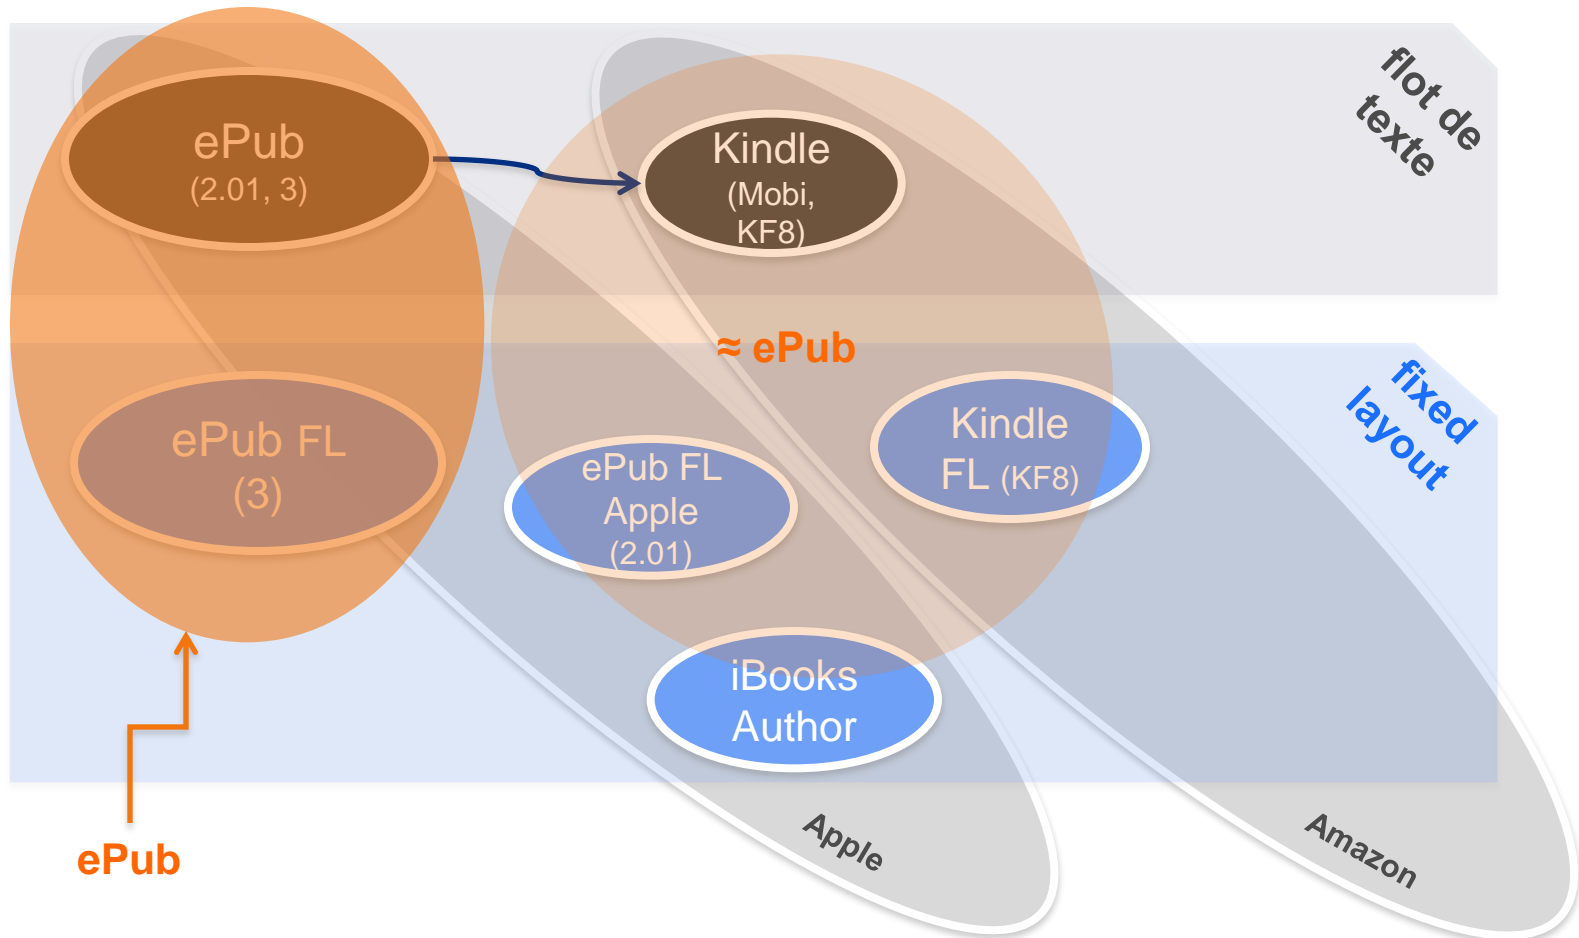 ePub
(2.01, 3)
Kindle
(Mobi,
KF8)
flot de
texte
≈ ePub
fixed
layout
ePub FL
(3)
ePub FL
Apple
(2.01)
Kindle
FL (KF8)
iBooks
Author
ePub
Apple
Amazon